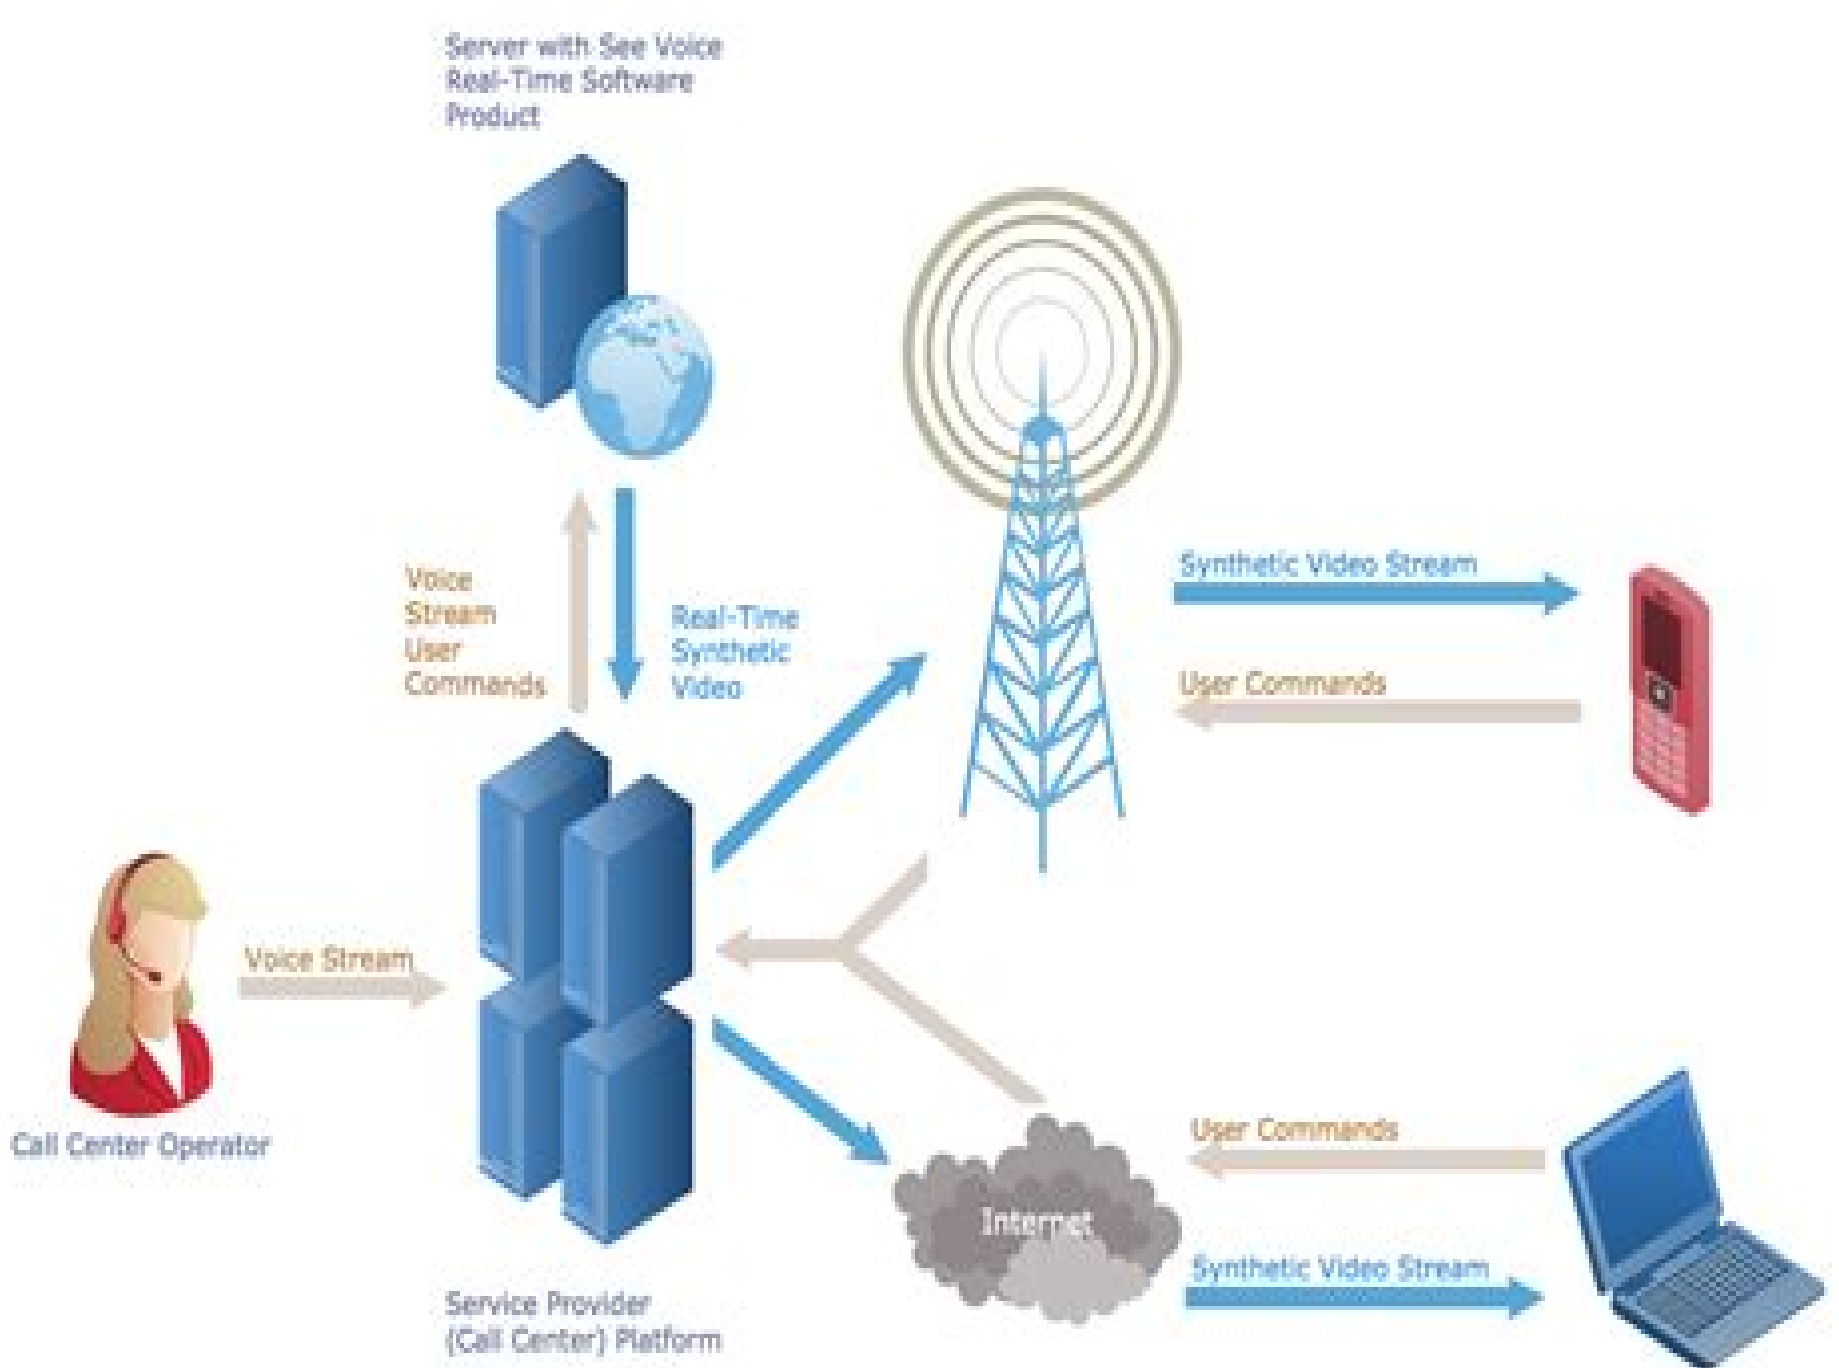 Server with See Voice
Real-Time Software
Product
Voice
Stream
User
Commands
Real-Time
Synthetic
Video
Synthetic Video Stream
User Commands
Voice Stream
Call Center Operator
Service Provider
(Call Center) Platform
Internet
User Commands
Synthetic Video Stream